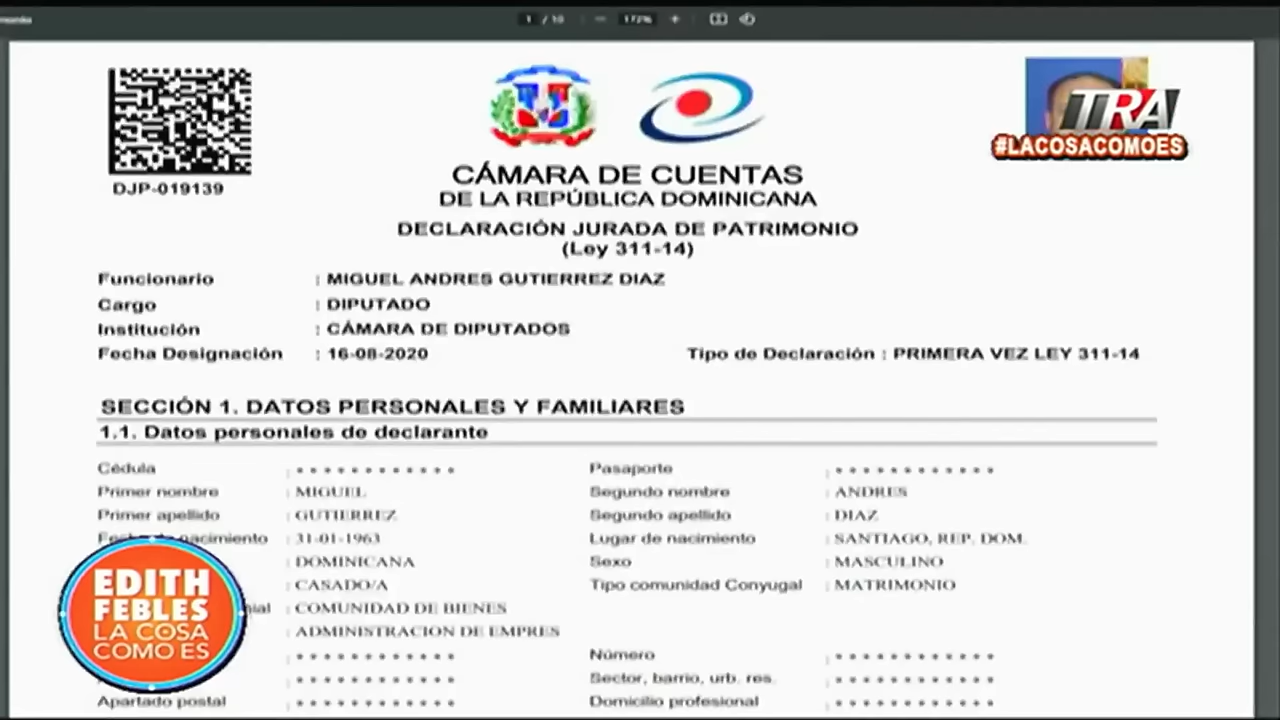 1 / 10
172%
TRA
#LACOSACOMOES
DJP-019139
CÁMARA DE CUENTAS
DE LA REPÚBLICA DOMINICANA
DECLARACIÓN JURADA DE PATRIMONIO
(Ley 311-14)
Funcionario : MIGUEL ANDRES GUTIERREZ DIAZ
Cargo : DIPUTADO
Institución : CÁMARA DE DIPUTADOS
Fecha Designación : 16-08-2020 Tipo de Declaración : PRIMERA VEZ LEY 311-14
SECCIÓN 1. DATOS PERSONALES Y FAMILIARES
1.1. Datos personales de declarante
Cédula : * * * * * * * * * * * * Pasaporte : * * * * * * * * * * * *
Primer nombre : MIGUEL Segundo nombre : ANDRES
Primer apellido : GUTIERREZ Segundo apellido : DIAZ
nacimiento : 31-01-1963 Lugar de nacimiento : SANTIAGO, REP. DOM.
: DOMINICANA Sexo : MASCULINO
: CASADO/A Tipo comunidad Conyugal : MATRIMONIO
: COMUNIDAD DE BIENES
: ADMINISTRACION DE EMPRES
: * * * * * * * * * * * * Número : * * * * * * * * * * * *
: * * * * * * * * * * * * Sector, barrio, urb. res. : * * * * * * * * * * * *
Apartado postal : * * * * * * * * * * * * Domicilio profesional : * * * * * * * * * * * *
EDITH
FEBLES
LA COSA
COMO ES